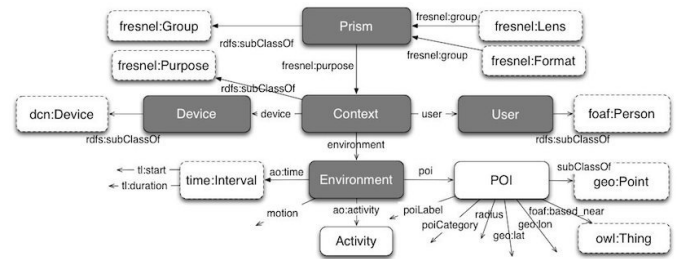 fresnel:Group
Prism
fresnel:Lens
fresnel:group
rdfs:subClassOf
fresnel:group
fresnel:Format
fresnel:Purpose
fresnel:purpose
rdfs:subClassOf
dcn:Device
Device
device
Context
user
User
foaf:Person
rdfs:subClassOf
rdfs:subClassOf
environment
tl:start
tl:duration
time:Interval
ao:time
Environment
poi
POI
subClassOf
geo:Point
motion
ao:activity
poiLabel
poiCategory
radius
geo:lat
geo:lon
foaf:based_near
Activity
owl:Thing